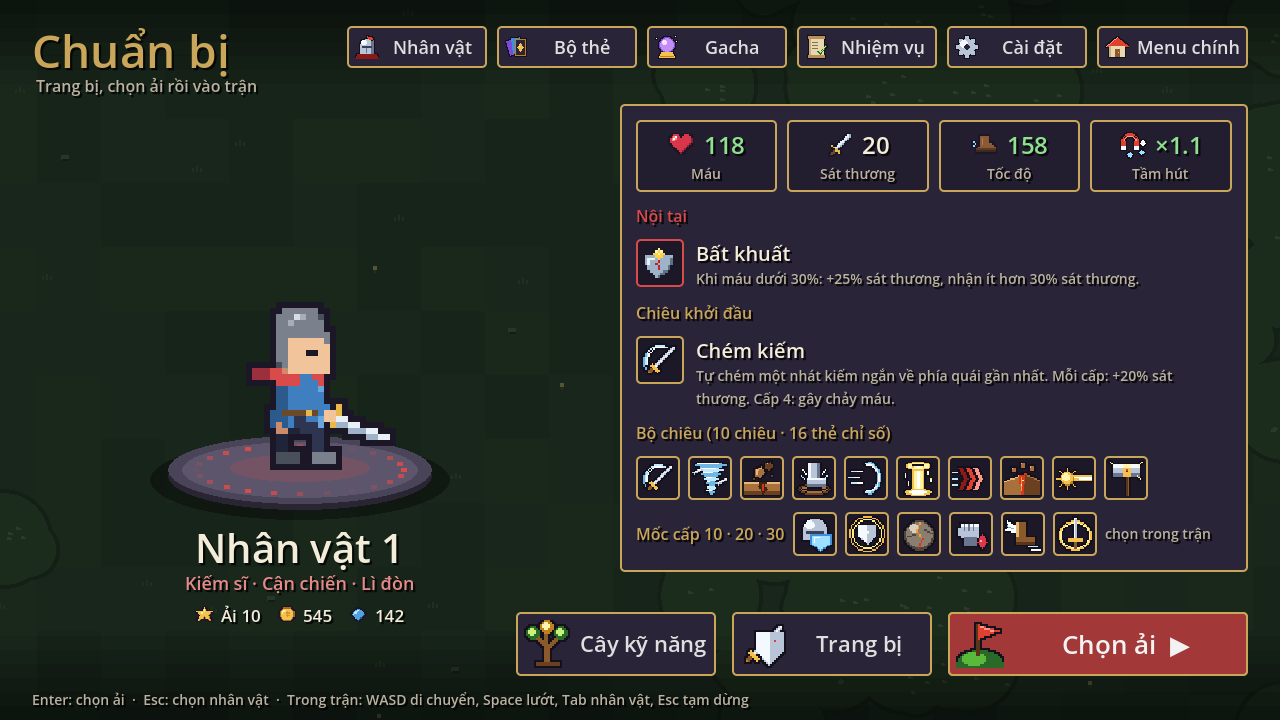 Chuẩn bị
Trang bị, chọn ải rồi vào trận
Nhân vật
Bộ thẻ
Gacha
Nhiệm vụ
Cài đặt
Menu chính
118
Máu
20
Sát thương
158
Tốc độ
×1.1
Tầm hút
Nội tại
Bất khuất
Khi máu dưới 30%: +25% sát thương, nhận ít hơn 30% sát thương.
Chiêu khởi đầu
Chém kiếm
Tự chém một nhát kiếm ngắn về phía quái gần nhất. Mỗi cấp: +20% sát
thương. Cấp 4: gây chảy máu.
Bộ chiêu (10 chiêu · 16 thẻ chỉ số)
Mốc cấp 10 · 20 · 30
chọn trong trận
Nhân vật 1
Kiếm sĩ · Cận chiến · Lì đòn
Ải 10 545 142
Cây kỹ năng
Trang bị
Chọn ải ▶
Enter: chọn ải · Esc: chọn nhân vật · Trong trận: WASD di chuyển, Space lướt, Tab nhân vật, Esc tạm dừng